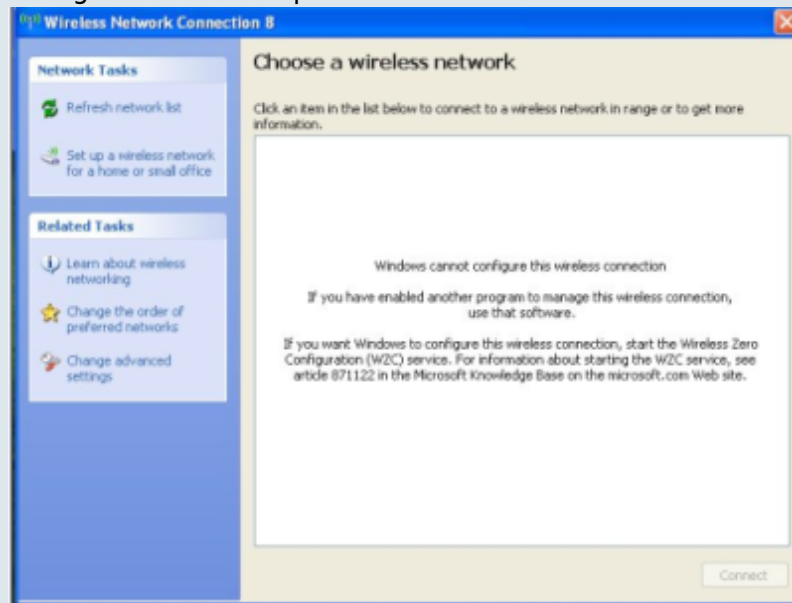 Wireless Network Connection 8
Network Tasks
Refresh network list
Set up a wireless network
for a home or small office
Related Tasks
Learn about wireless
networking
Change the order of
preferred networks
Change advanced
settings
Choose a wireless network
Click an item in the list below to connect to a wireless network in range or to get more
information.
Windows cannot configure this wireless connection
If you have enabled another program to manage this wireless connection,
use that software.
If you want Windows to configure this wireless connection, start the Wireless Zero
Configuration (WZC) service. For information about starting the WZC service, see
article 871122 in the Microsoft Knowledge Base on the microsoft.com Web site.
Connect